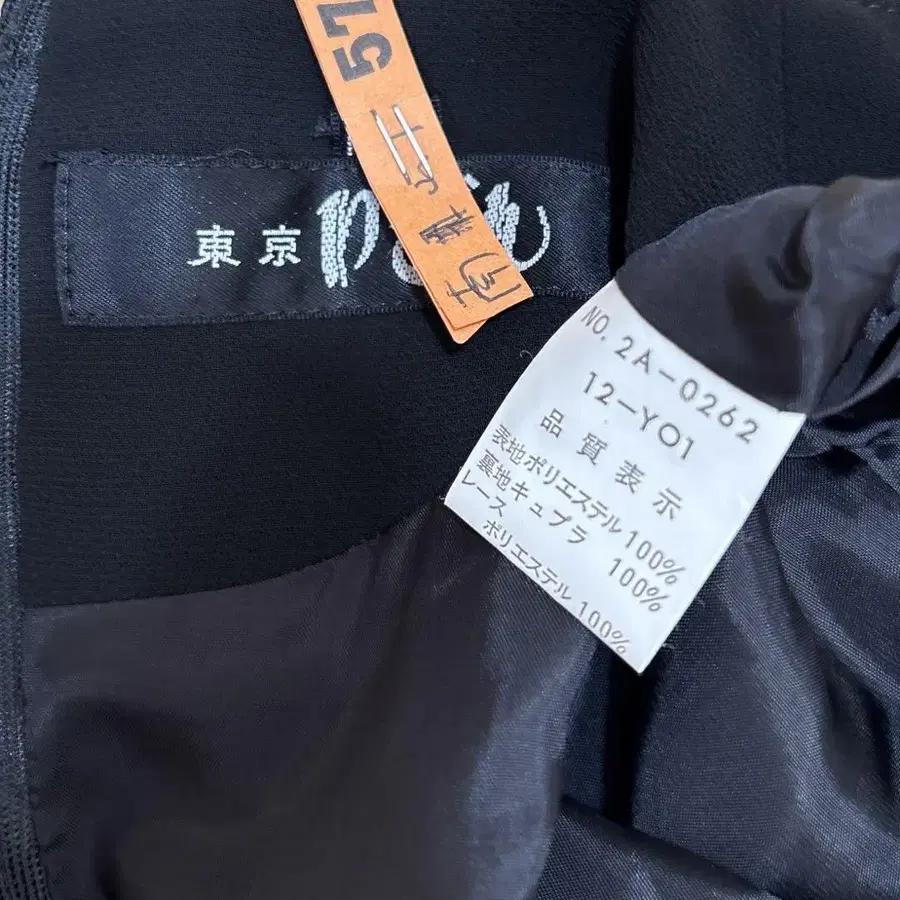 57
東京
NO. 2A-0262
12-YO1
品質表示
表地ポリエステル100%
裏地キュプラ 100%
レース
ポリエステル100%